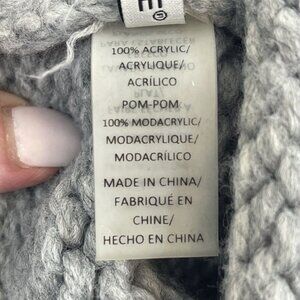 E
100% ACRYLIC/
ACRYLIQUE/
ACRÍLICO
POM-POM
100% MODACRYLIC/
MODACRYLIQUE/
MODACRÍLICO
MADE IN CHINA/
FABRIQUÉ EN
CHINE/
HECHO EN CHINA